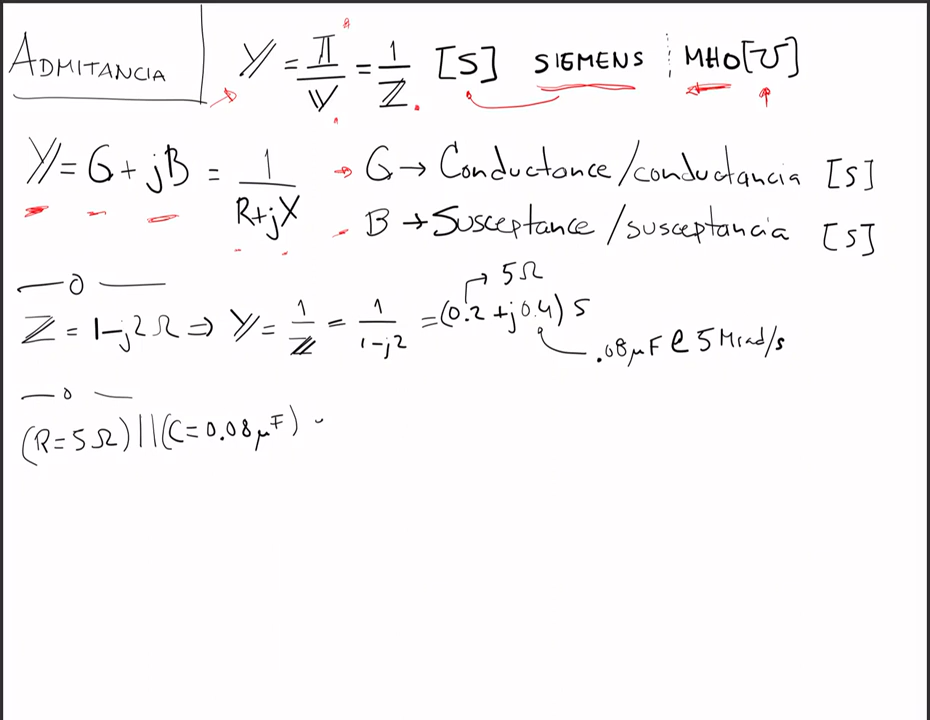 ADMITANCIA
Y = I/V = 1/Z [S] SIEMENS MHO[℧]
Y = G + jB = 1/(R+jX) G → Conductance/conductancia [S]
B → Susceptance/susceptancia [S]
→ 5Ω
Z = 1-j2Ω ⇒ Y = 1/Z = 1/(1-j2) = (0.2 + j0.4) S
.08μF @ 5 Mrad/s
(R=5Ω)||(C=0.08μF)